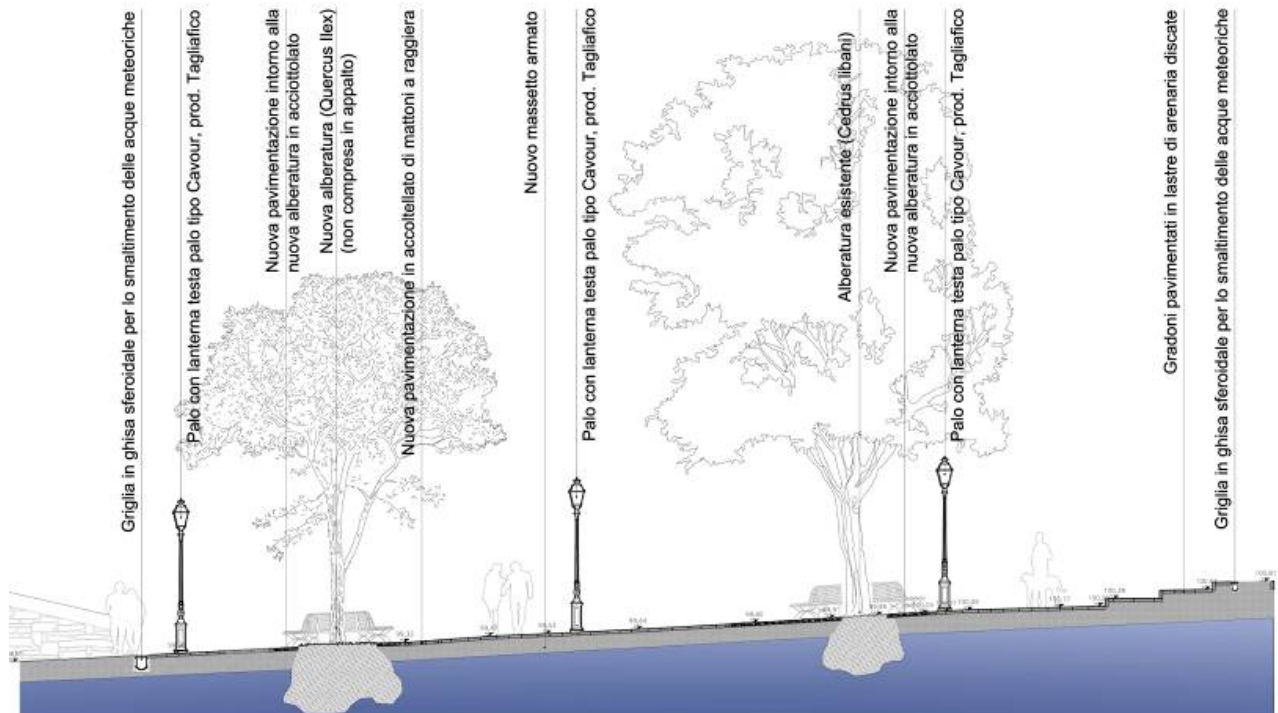 Griglia in ghisa sferoidale per lo smaltimento delle acque meteoriche
Palo con lanterna testa palo tipo Cavour, prod. Tagliafico
Nuova pavimentazione intorno alla
nuova alberatura in acciottolato
Nuova alberatura (Quercus Ilex)
(non compresa in appalto)
Nuova pavimentazione in accoltellato di mattoni a raggiera
Nuovo massetto armato
Palo con lanterna testa palo tipo Cavour, prod. Tagliafico
Alberatura esistente (Cedrus libani)
Nuova pavimentazione intorno alla
nuova alberatura in acciottolato
Palo con lanterna testa palo tipo Cavour, prod. Tagliafico
Gradoni pavimentati in lastre di arenaria discate
Griglia in ghisa sferoidale per lo smaltimento delle acque meteoriche